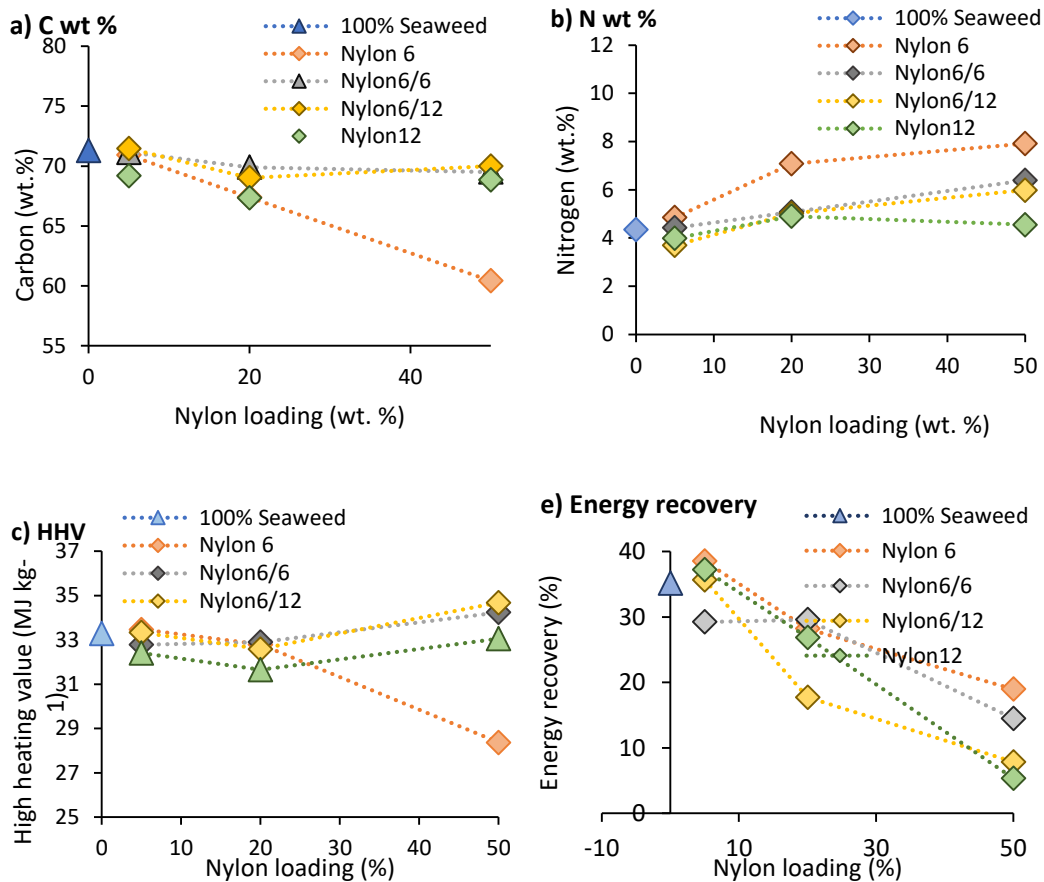 a) C wt %
100% Seaweed
Nylon 6
Nylon6/6
Nylon6/12
Nylon12
80
75
70
65
60
55
Carbon (wt.%)
0
20
40
Nylon loading (wt. %)
b) N wt %
100% Seaweed
Nylon 6
Nylon6/6
Nylon6/12
Nylon12
12
10
8
6
4
2
0
Nitrogen (wt.%)
0
10
20
30
40
50
Nylon loading (wt. %)
c) HHV
100% Seaweed
Nylon 6
Nylon6/6
Nylon6/12
37
35
33
31
29
27
25
High heating value (MJ kg-
1)
0
10
20
30
40
50
Nylon loading (%)
e) Energy recovery
100% Seaweed
Nylon 6
Nylon6/6
Nylon6/12
Nylon12
40
30
20
10
0
Energy recovery (%)
-10
10
30
50
Nylon loading (%)